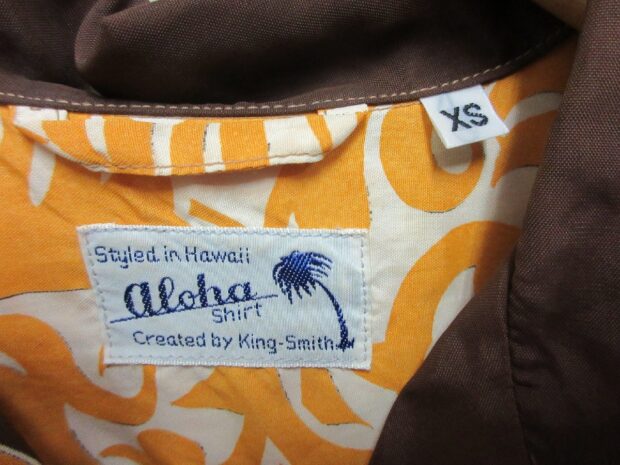 XS
Styled in Hawaii
aloha
Shirt
Created by King-Smith